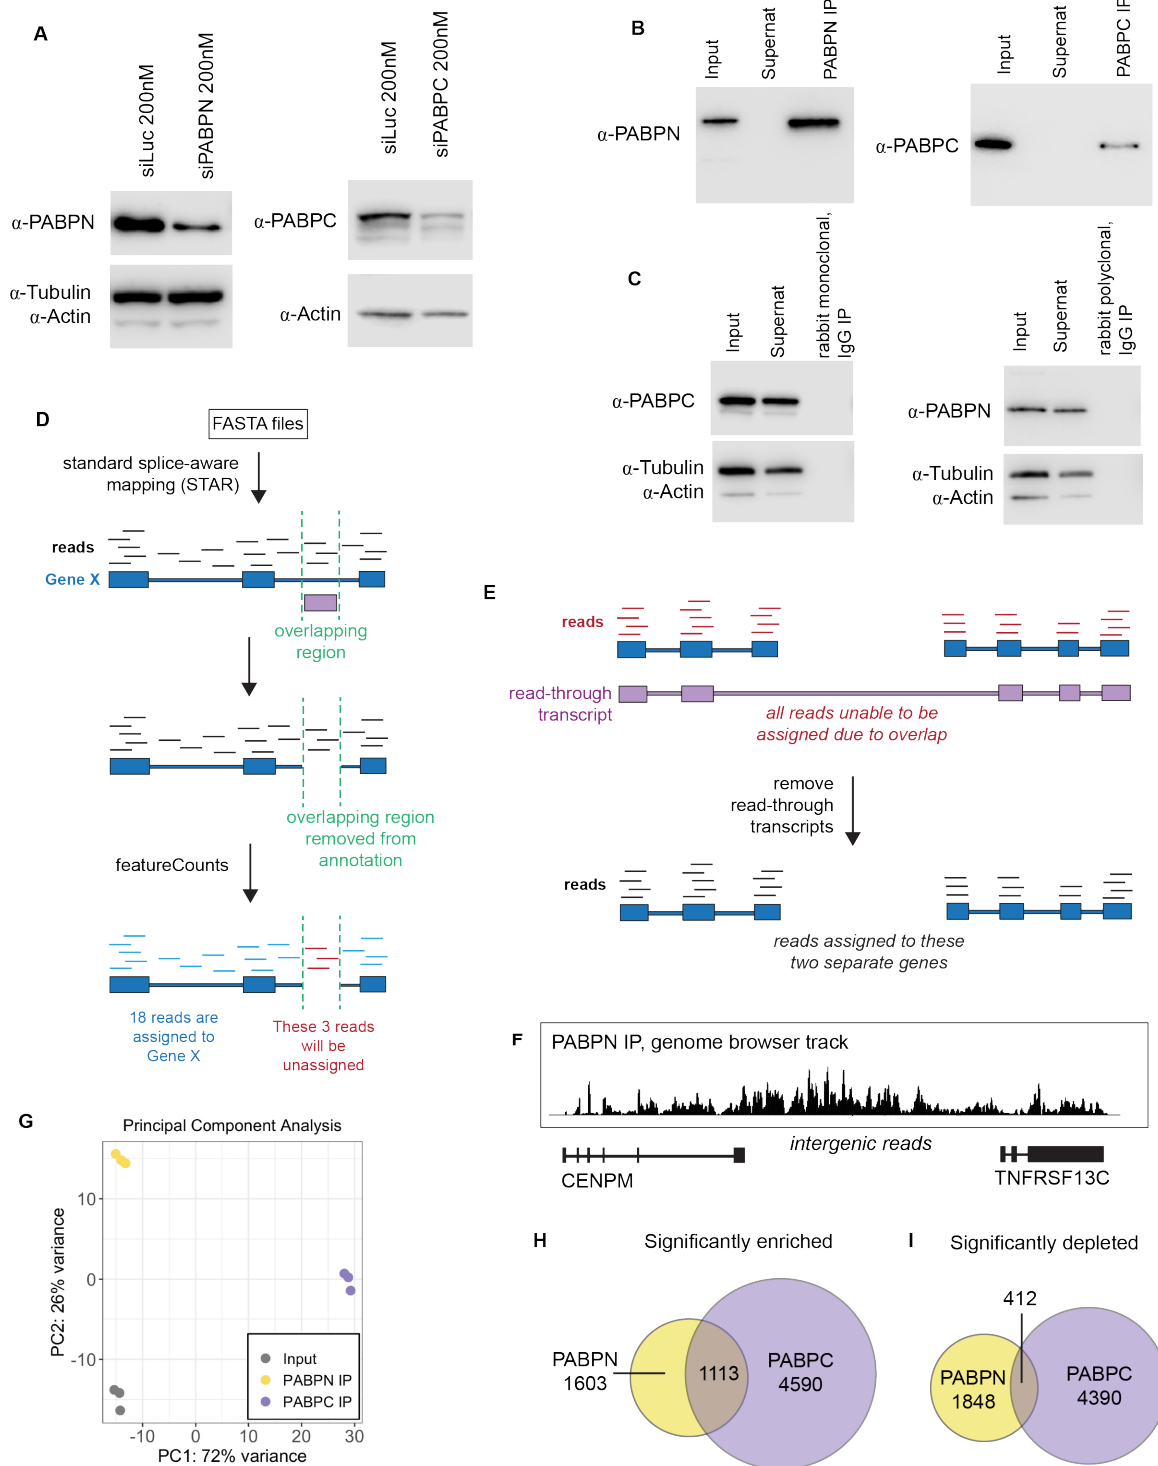 A
siLuc 200nM
siPABPN 200nM
siLuc 200nM
siPABPC 200nM
α-PABPN
α-PABPC
α-Tubulin
α-Actin
α-Actin
B
Input
Supernat
PABPN IP
Input
Supernat
PABPC IP
α-PABPN
α-PABPC
C
Input
Supernat
rabbit monoclonal,
IgG IP
Input
Supernat
rabbit polyclonal,
IgG IP
α-PABPC
α-PABPN
α-Tubulin
α-Actin
α-Tubulin
α-Actin
D
FASTA files
standard splice-aware
mapping (STAR)
reads
Gene X
overlapping
region
overlapping region
removed from
annotation
featureCounts
18 reads are
assigned to
Gene X
These 3 reads
will be
unassigned
E
reads
read-through
transcript
all reads unable to be
assigned due to overlap
remove
read-through
transcripts
reads
reads assigned to these
two separate genes
F
PABPN IP, genome browser track
intergenic reads
CENPM
TNFRSF13C
G
Principal Component Analysis
PC2: 26% variance
10
0
-10
Input
PABPN IP
PABPC IP
-10
0
10
20
30
PC1: 72% variance
H
Significantly enriched
PABPN
1603
1113
PABPC
4590
I
Significantly depleted
412
PABPN
1848
PABPC
4390